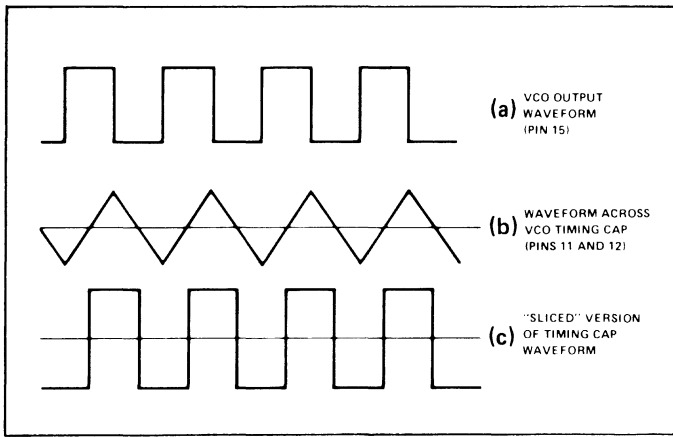 (a) VCO OUTPUT
WAVEFORM
(PIN 15)
(b) WAVEFORM ACROSS
VCO TIMING CAP
(PINS 11 AND 12)
(c) "SLICED" VERSION
OF TIMING CAP
WAVEFORM